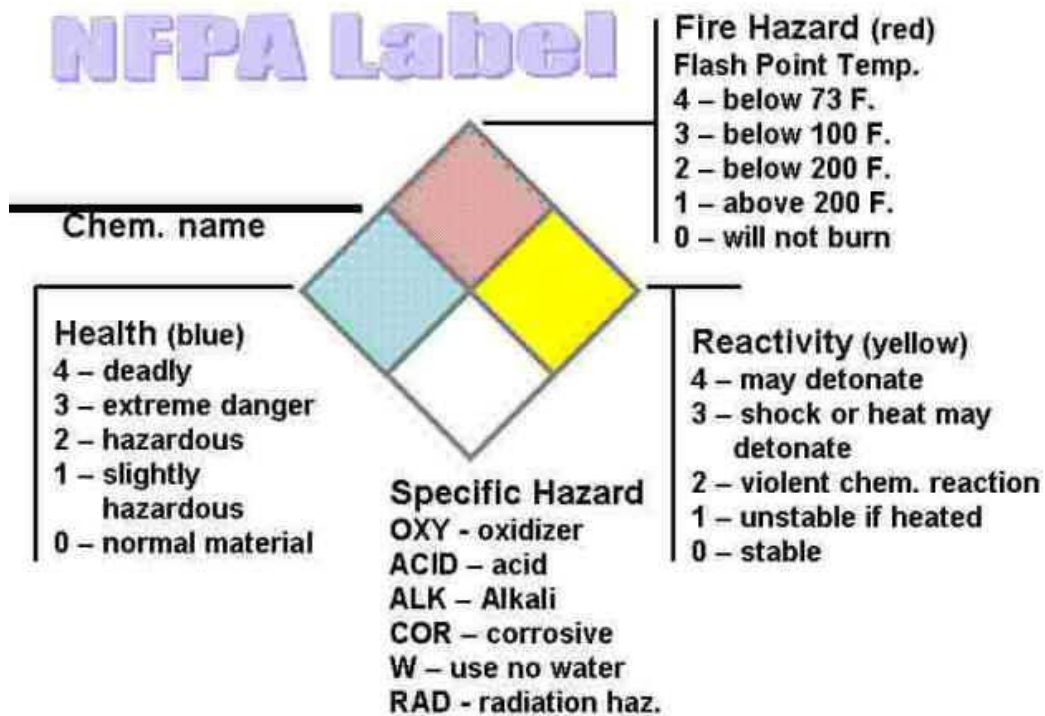 NFPA Label
Fire Hazard (red)
Flash Point Temp.
4 – below 73 F.
3 – below 100 F.
2 – below 200 F.
1 – above 200 F.
0 – will not burn
Chem. name
Health (blue)
4 – deadly
3 – extreme danger
2 – hazardous
1 – slightly
hazardous
0 – normal material
Reactivity (yellow)
4 – may detonate
3 – shock or heat may
detonate
2 – violent chem. reaction
1 – unstable if heated
0 – stable
Specific Hazard
OXY - oxidizer
ACID – acid
ALK – Alkali
COR – corrosive
W – use no water
RAD - radiation haz.